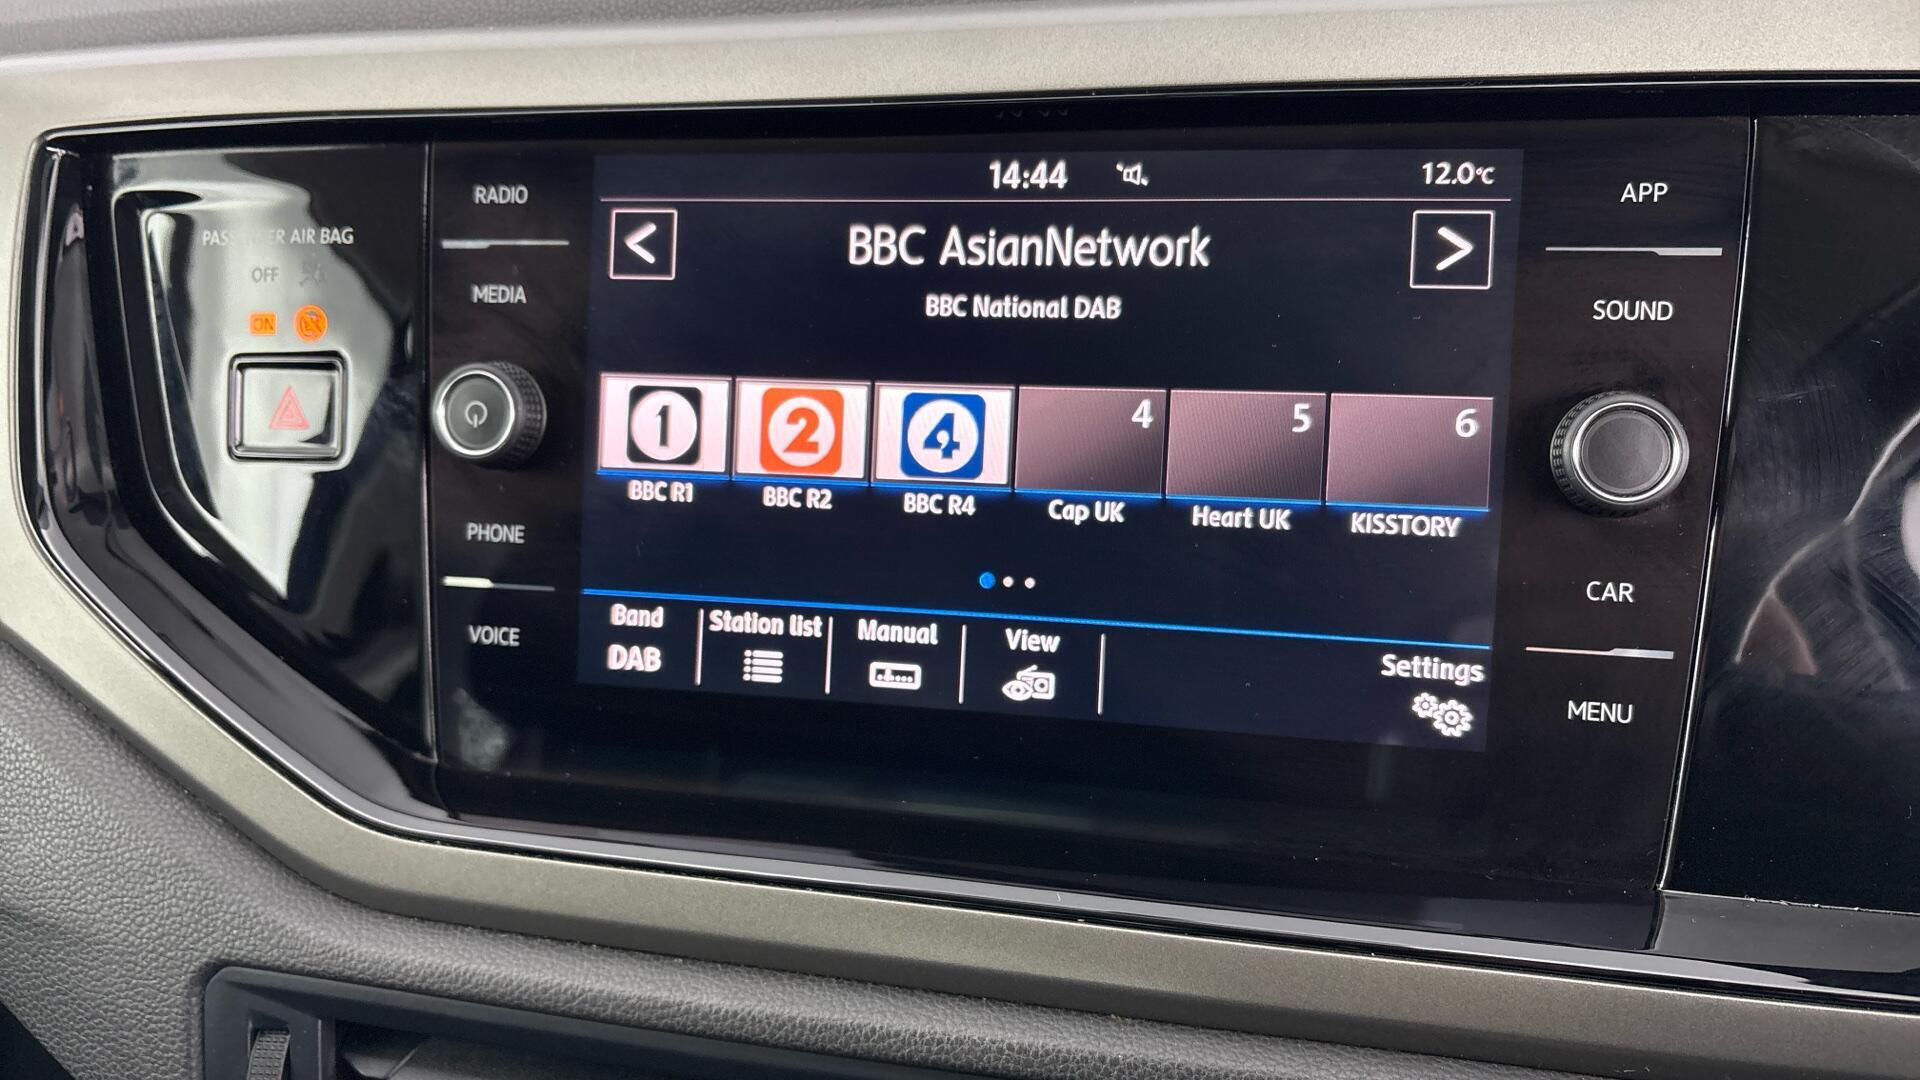 PASSENGER AIR BAG
OFF
ON
RADIO
MEDIA
PHONE
VOICE
14:44
12.0°C
<
BBC AsianNetwork
>
BBC National DAB
1
2
4
4
5
6
BBC R1
BBC R2
BBC R4
Cap UK
Heart UK
KISSTORY
Band
DAB
Station list
Manual
View
Settings
APP
SOUND
CAR
MENU